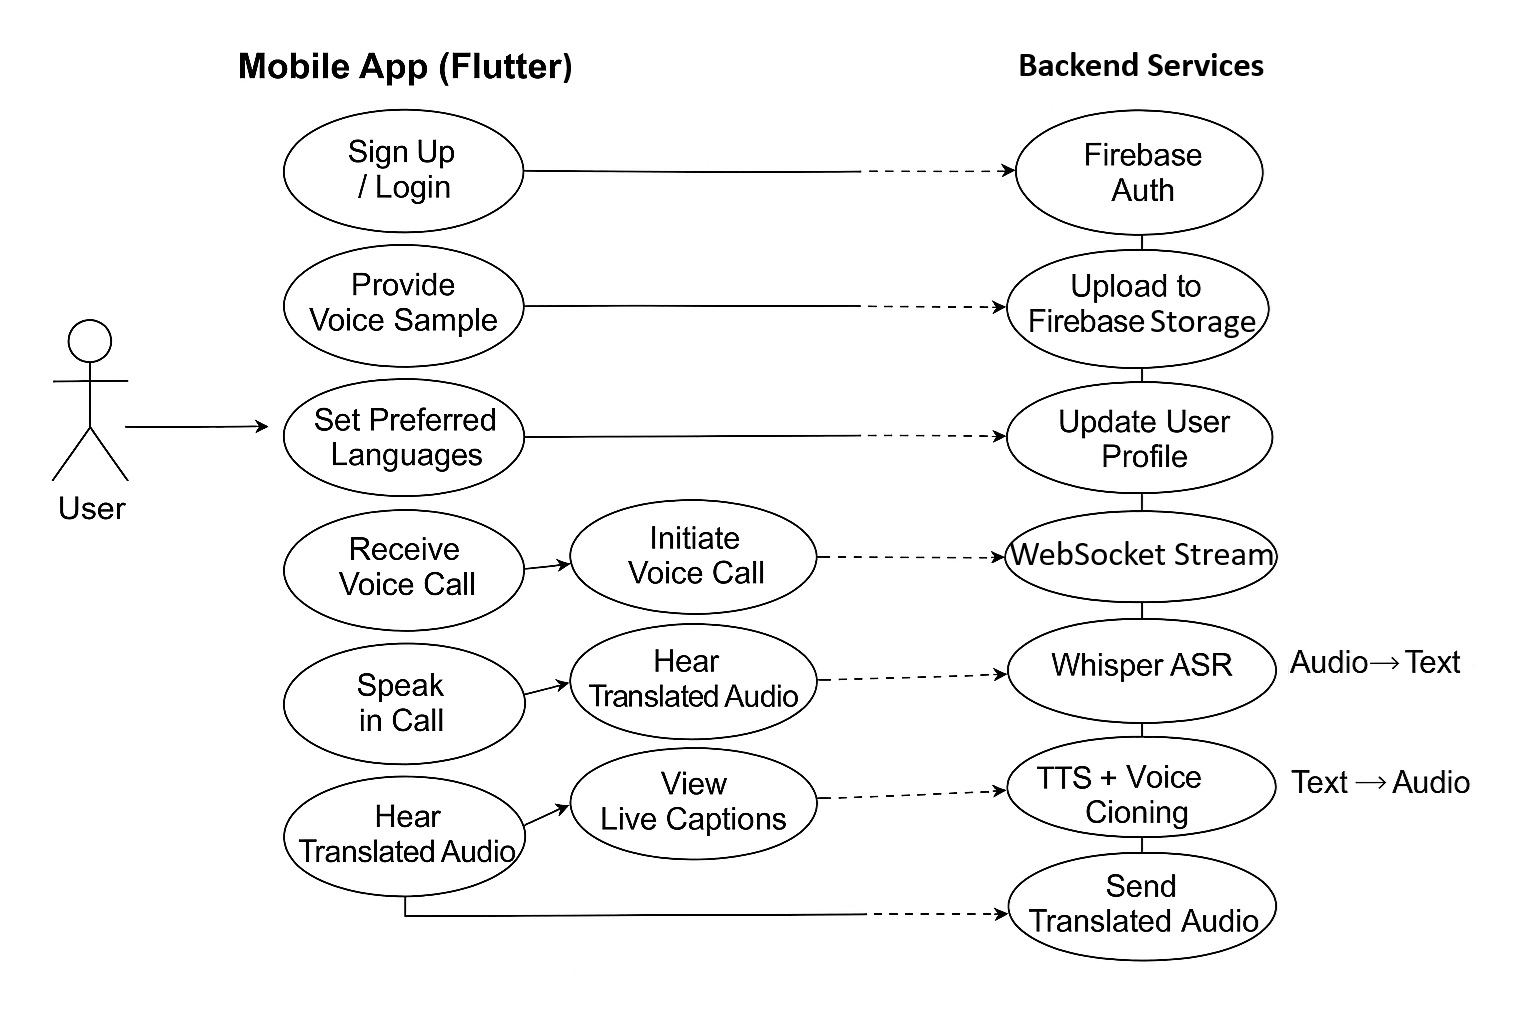 Mobile App (Flutter)
Backend Services
Sign Up
/ Login
Firebase
Auth
Provide
Voice Sample
Upload to
Firebase Storage
User
Set Preferred
Languages
Update User
Profile
Receive
Voice Call
Initiate
Voice Call
WebSocket Stream
Speak
in Call
Hear
Translated Audio
Whisper ASR
Audio→Text
Hear
Translated Audio
View
Live Captions
TTS + Voice
Cioning
Text →Audio
Send
Translated Audio